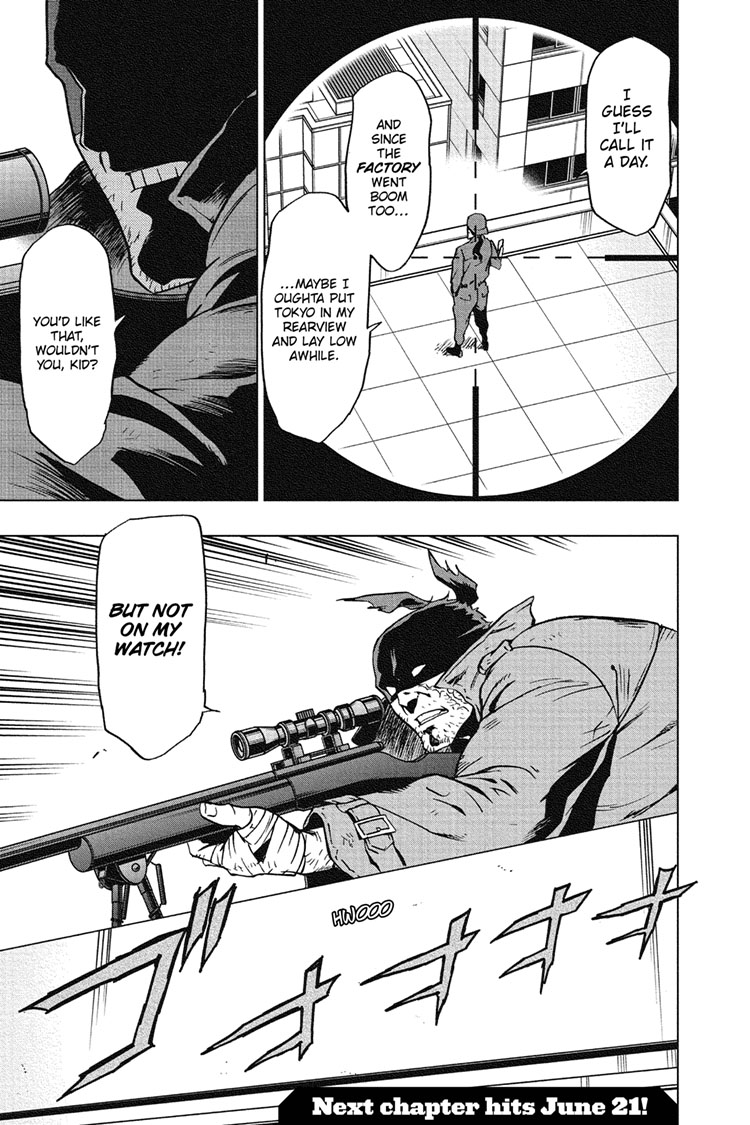 I
GUESS
I'LL
CALL IT
A DAY.
AND
SINCE
THE
FACTORY
WENT
BOOM
TOO...
...MAYBE I
OUGHTA PUT
TOKYO IN MY
REARVIEW
AND LAY LOW
AWHILE.
YOU'D LIKE
THAT,
WOULDN'T
YOU, KID?
BUT NOT
ON MY
WATCH!
HWOOO
ゴォォォォ
Next chapter hits June 21!